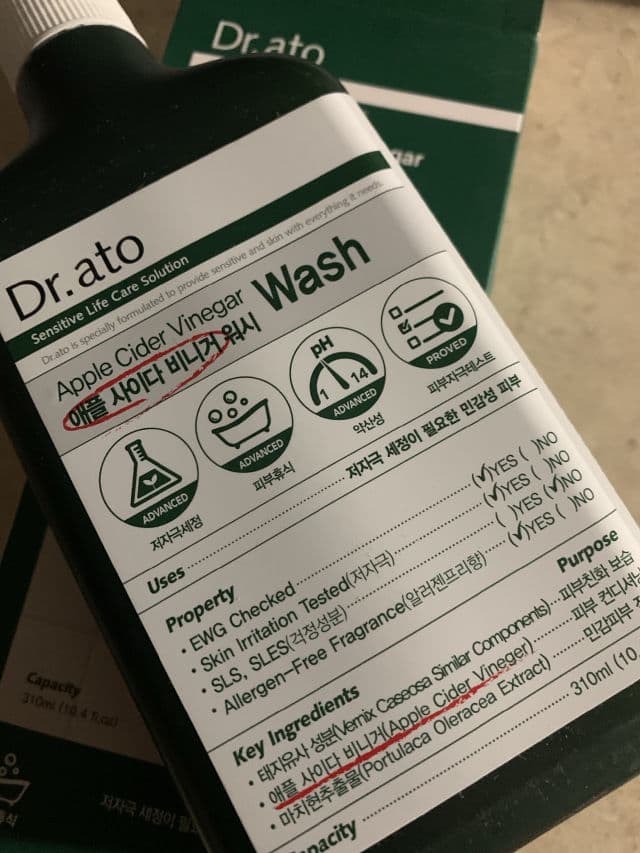 Dr.ato
Dr.ato
Sensitive Life Care Solution
Dr.ato is specially formulated to provide sensitive and skin with everything it needs.
Apple Cider Vinegar Wash
애플 사이다 비니거 워시
ADVANCED
저자극세정
ADVANCED
피부휴식
pH
1 14
ADVANCED
약산성
PROVED
피부자극테스트
Uses 저자극 세정이 필요한 민감성 피부
Property
• EWG Checked (✓)YES ( )NO
• Skin Irritation Tested(저자극) (✓)YES ( )NO
• SLS, SLES(걱정성분) ( )YES (✓)NO
• Allergen-Free Fragrance(알러젠프리향) (✓)YES ( )NO
Key Ingredients Purpose
• 태지유사 성분(Vernix Caseosa Similar Components) 피부친화 보습
• 애플 사이다 비니거(Apple Cider Vineger) 피부
• 마치현추출물(Portulaca Oleracea Extract) 민감피부
310ml (10.
Capacity
310ml (10.4 fl.oz)
저자극 세정이